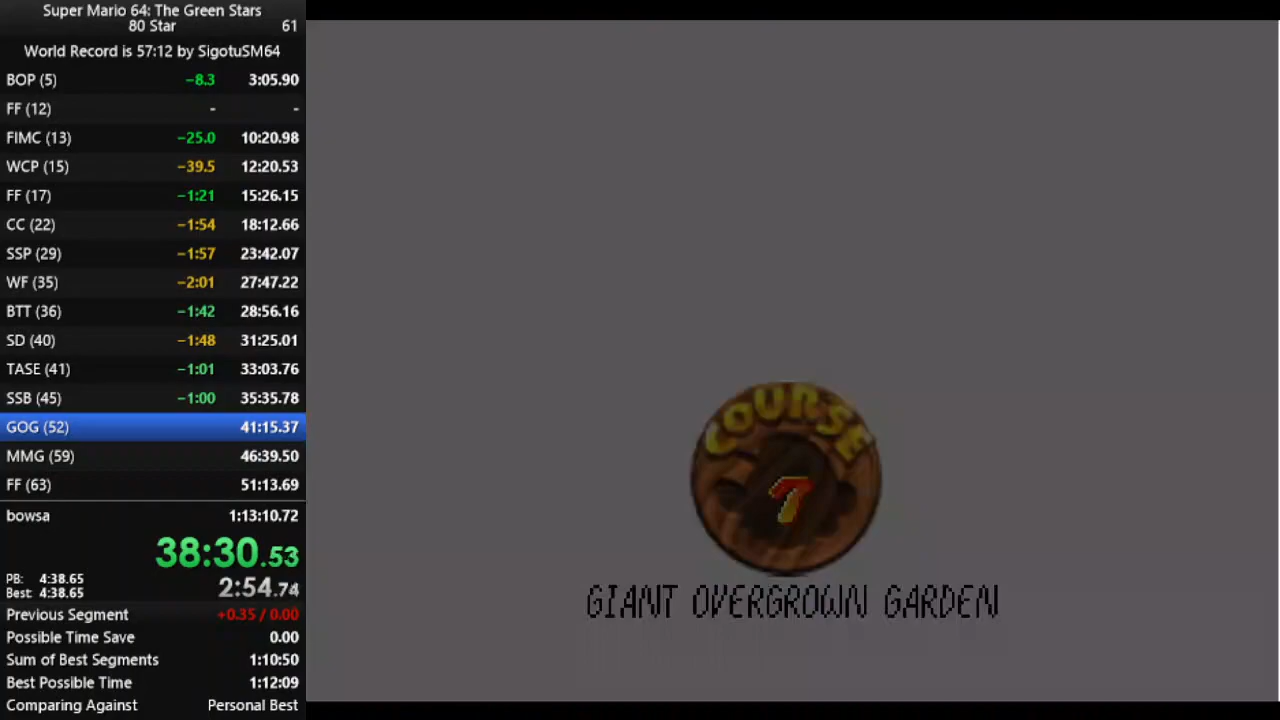 Super Mario 64: The Green Stars
80 Star 61
World Record is 57:12 by SigotuSM64
BOP (5) −8.3 3:05.90
FF (12) - -
FIMC (13) −25.0 10:20.98
WCP (15) −39.5 12:20.53
FF (17) −1:21 15:26.15
CC (22) −1:54 18:12.66
SSP (29) −1:57 23:42.07
WF (35) −2:01 27:47.22
BTT (36) −1:42 28:56.16
SD (40) −1:48 31:25.01
TASE (41) −1:01 33:03.76
SSB (45) −1:00 35:35.78
GOG (52) 41:15.37
MMG (59) 46:39.50
FF (63) 51:13.69
bowsa 1:13:10.72
38:30.53
PB: 4:38.65
Best: 4:38.65
2:54.74
Previous Segment +0.35 / 0.00
Possible Time Save 0.00
Sum of Best Segments 1:10:50
Best Possible Time 1:12:09
Comparing Against Personal Best
COURSE
7
GIANT OVERGROWN GARDEN